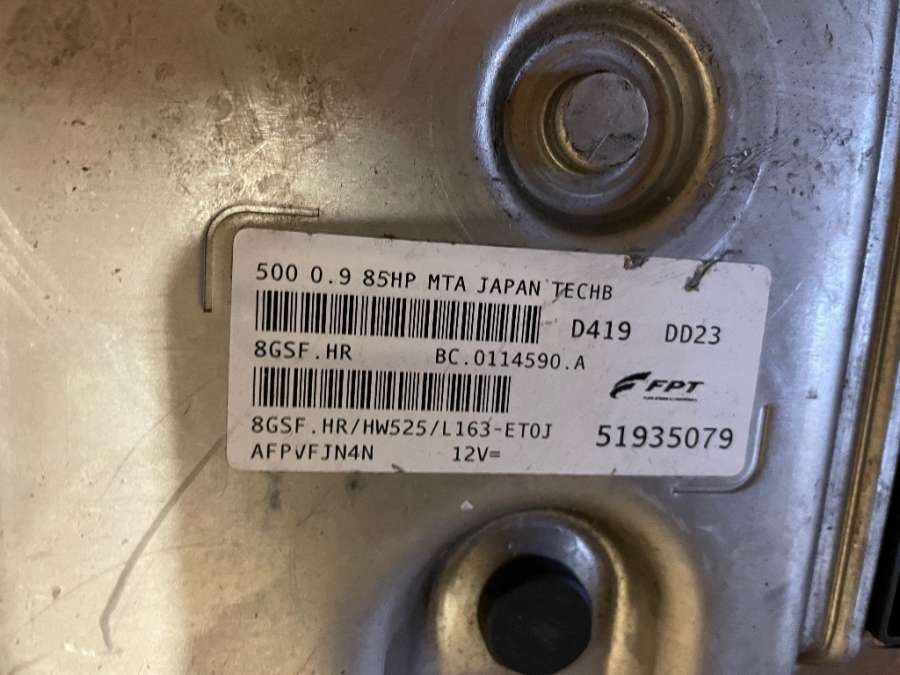 500 0.9 85HP MTA JAPAN TECHB
D419 DD23
8GSF.HR BC.0114590.A
FPT
8GSF.HR/HW525/L163-ET0J
51935079
AFPVFJN4N 12V=